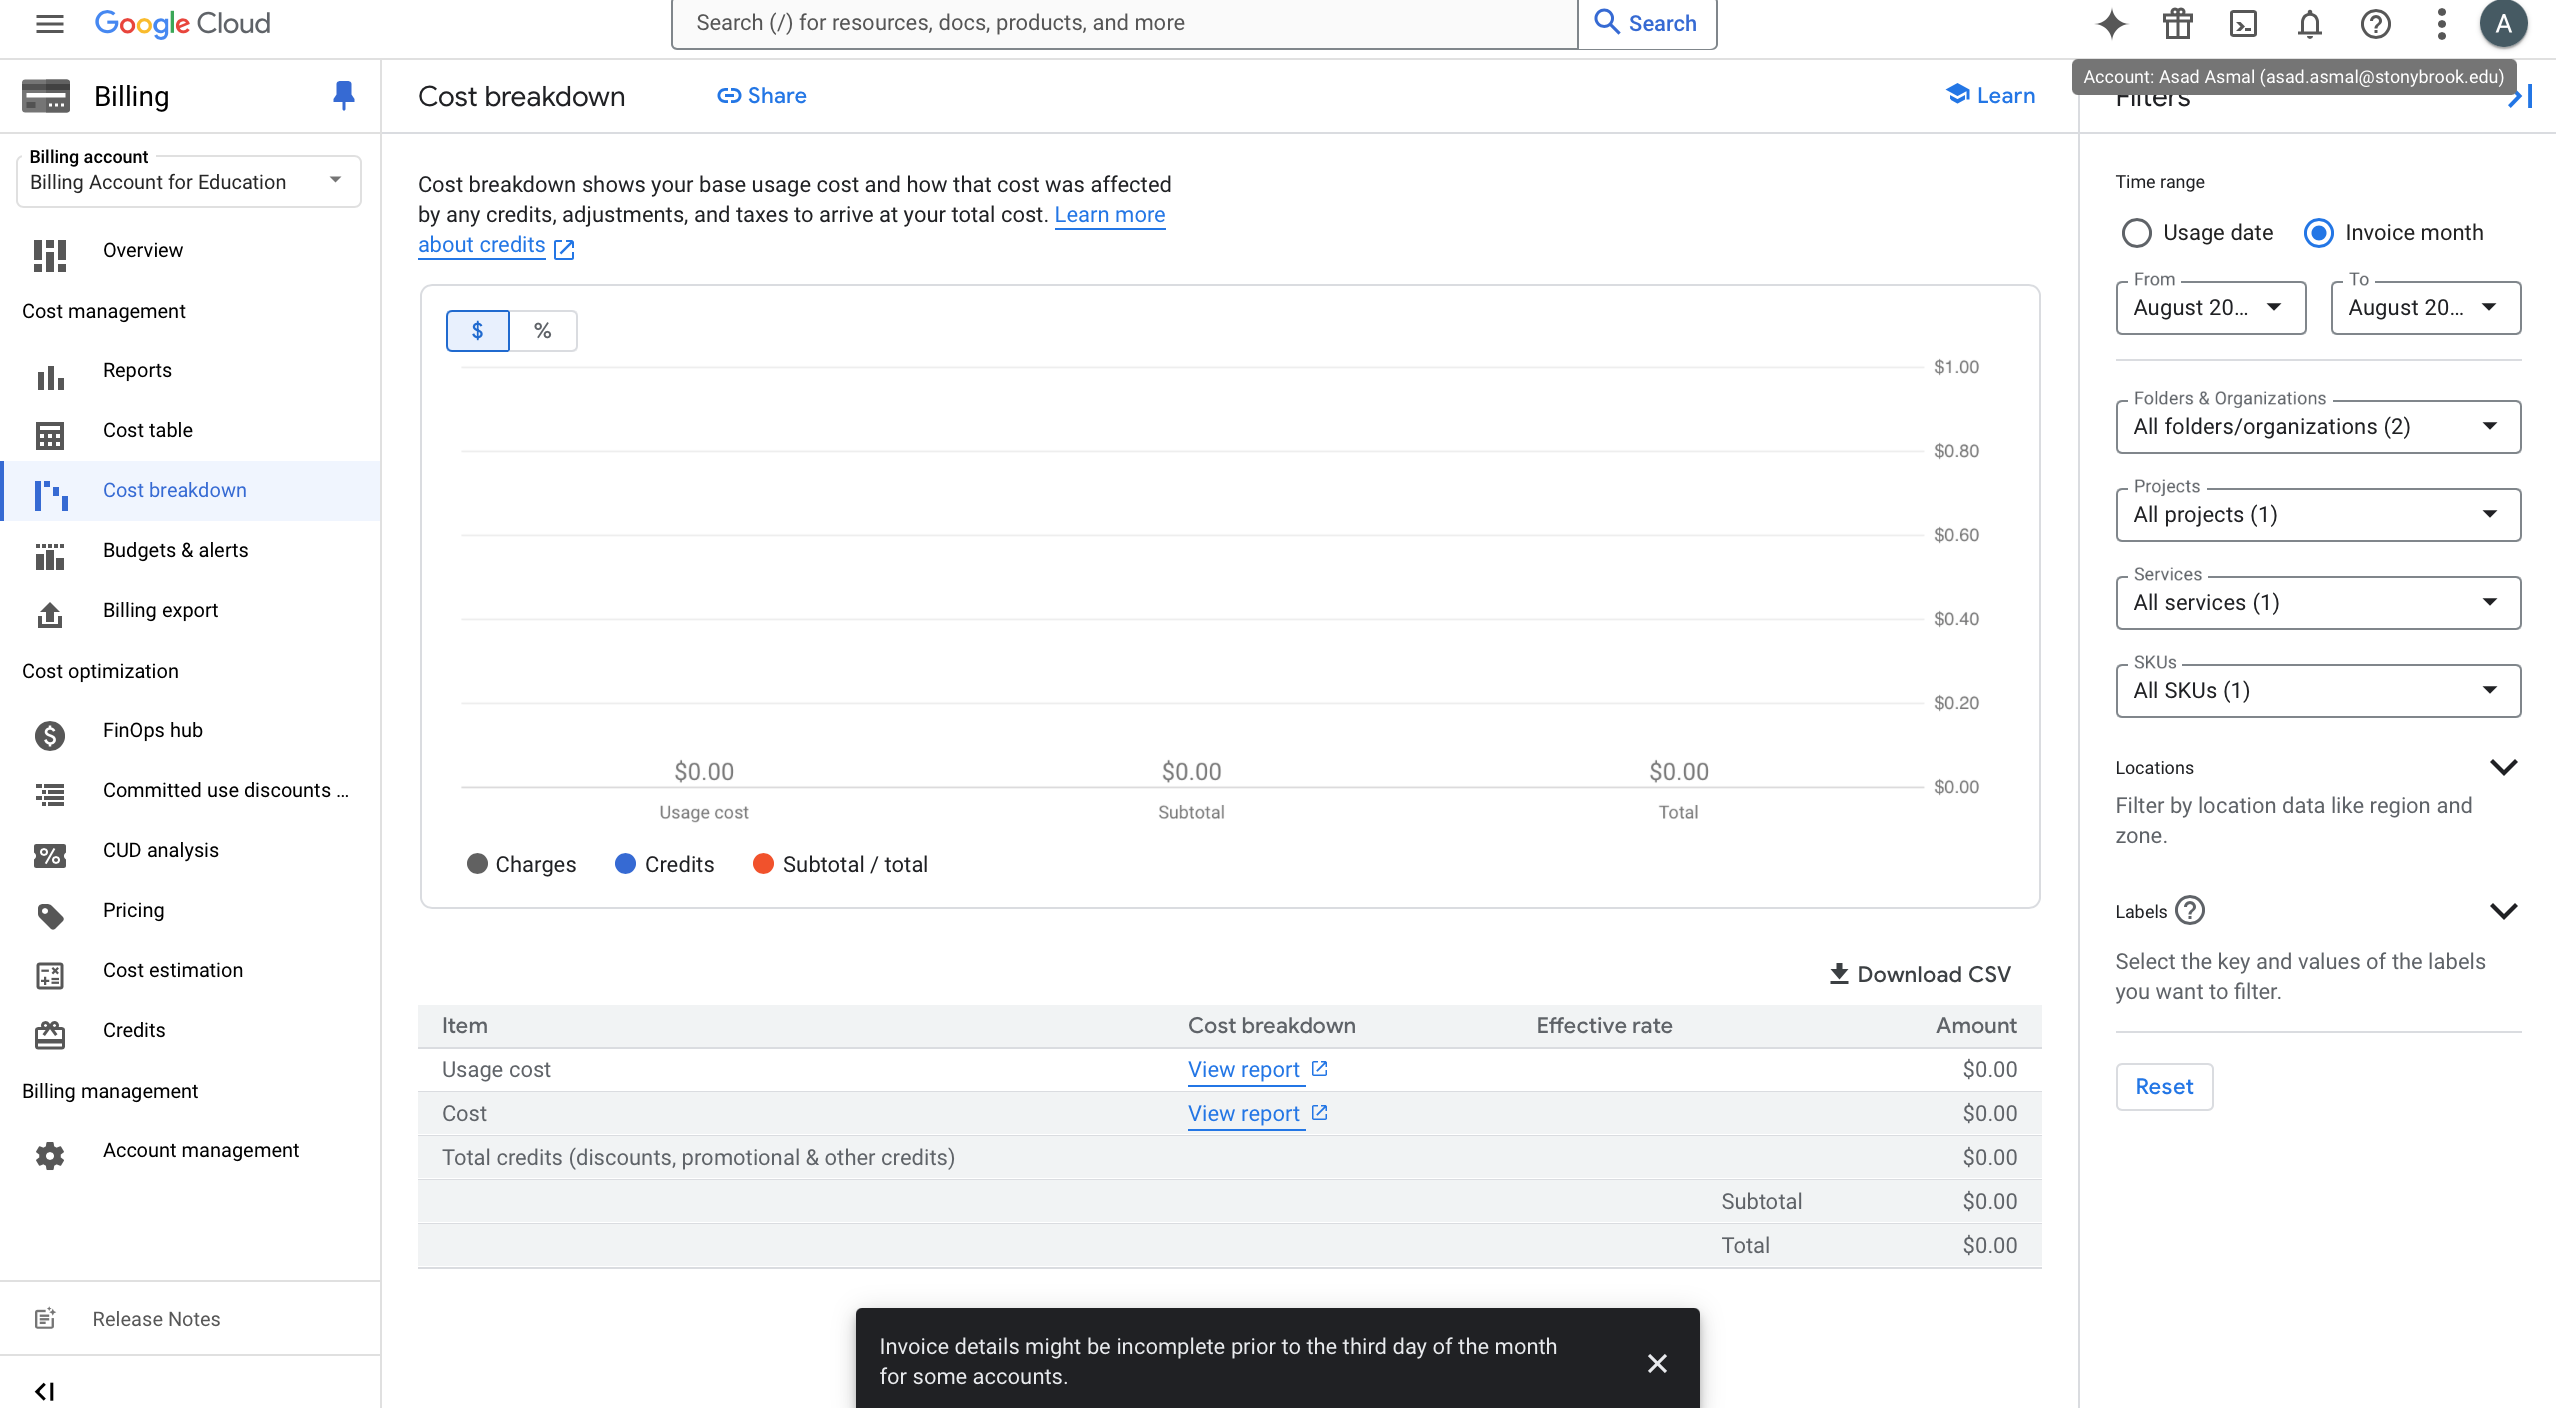 Google Cloud
Search (/) for resources, docs, products, and more
Search
A
Account: Asad Asmal (asad.asmal@stonybrook.edu)
Billing
Cost breakdown
Share
Learn
Filters
Billing account
Billing Account for Education
Overview
Cost management
Reports
Cost table
Cost breakdown
Budgets & alerts
Billing export
Cost optimization
FinOps hub
Committed use discounts ...
CUD analysis
Pricing
Cost estimation
Credits
Billing management
Account management
Release Notes
Cost breakdown shows your base usage cost and how that cost was affected
by any credits, adjustments, and taxes to arrive at your total cost. Learn more
about credits
$
%
$1.00
$0.80
$0.60
$0.40
$0.20
$0.00
$0.00 $0.00 $0.00
Usage cost Subtotal Total
Charges Credits Subtotal / total
Download CSV
Item Cost breakdown Effective rate Amount
Usage cost View report $0.00
Cost View report $0.00
Total credits (discounts, promotional & other credits) $0.00
Subtotal $0.00
Total $0.00
Invoice details might be incomplete prior to the third day of the month
for some accounts.
Time range
Usage date Invoice month
From
August 20...
To
August 20...
Folders & Organizations
All folders/organizations (2)
Projects
All projects (1)
Services
All services (1)
SKUs
All SKUs (1)
Locations
Filter by location data like region and
zone.
Labels
Select the key and values of the labels
you want to filter.
Reset